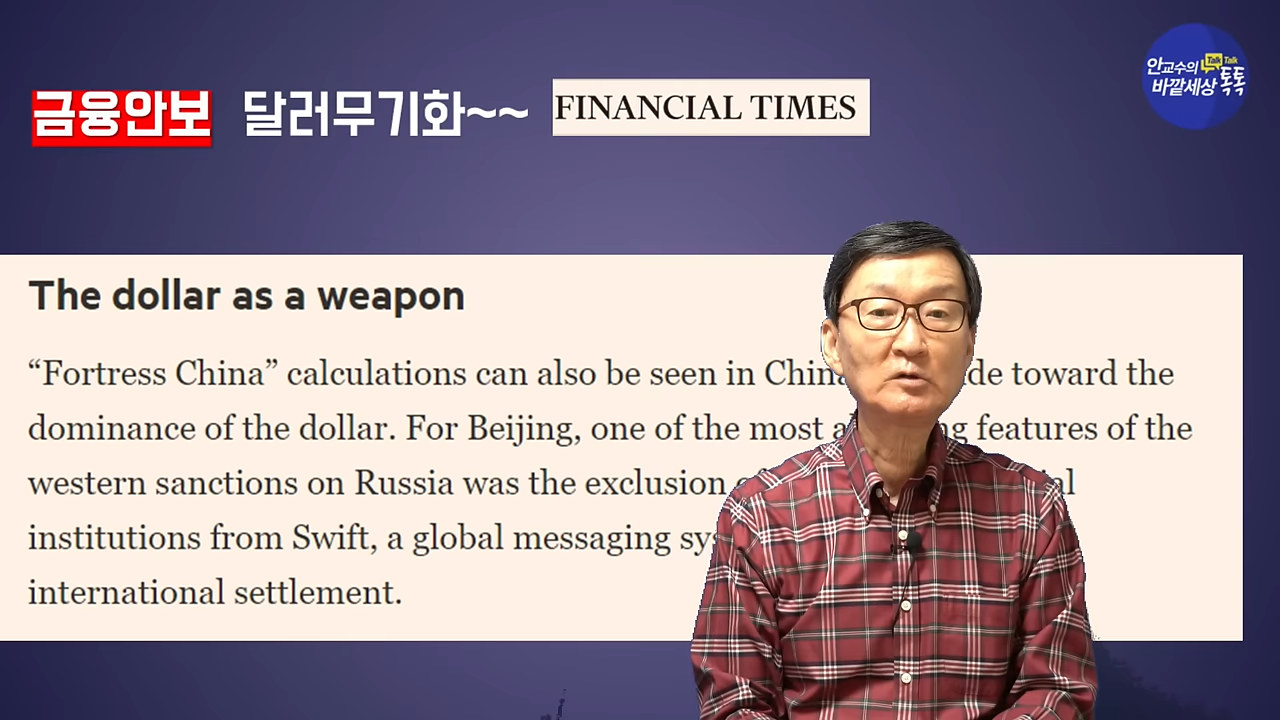 금융안보 달러무기화~~ FINANCIAL TIMES
안교수의 Talk Talk
바깥세상 톡톡
The dollar as a weapon
“Fortress China” calculations can also be seen in toward the
dominance of the dollar. For Beijing, one of the most features of the
western sanctions on Russia was the exclusion
institutions from Swift, a global messaging
international settlement.